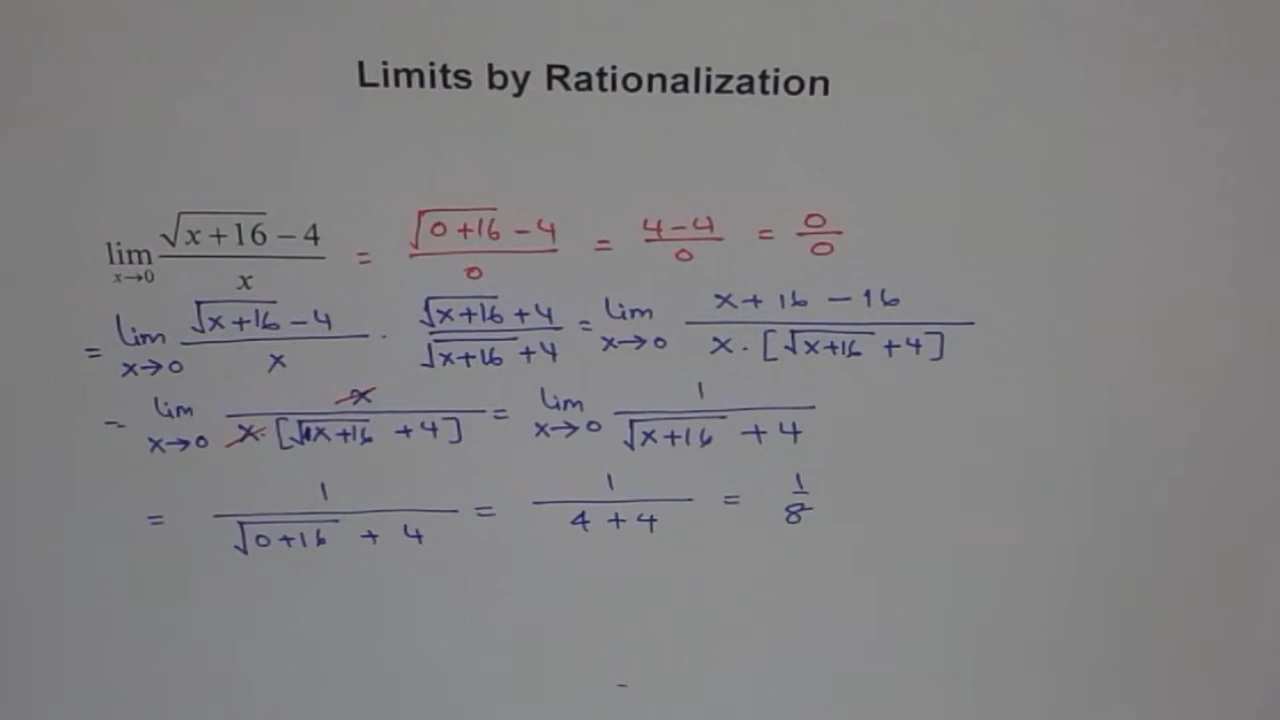 Limits by Rationalization
lim x→0 (√(x+16) - 4)/x = (√(0+16) - 4)/0 = (4-4)/0 = 0/0
= lim x→0 (√(x+16) - 4)/x · (√(x+16) + 4)/(√(x+16) + 4) = lim x→0 (x+16-16)/(x·[√(x+16) + 4])
= lim x→0 x/(x·[√(x+16) + 4]) = lim x→0 1/(√(x+16) + 4)
= 1/(√(0+16) + 4) = 1/(4+4) = 1/8